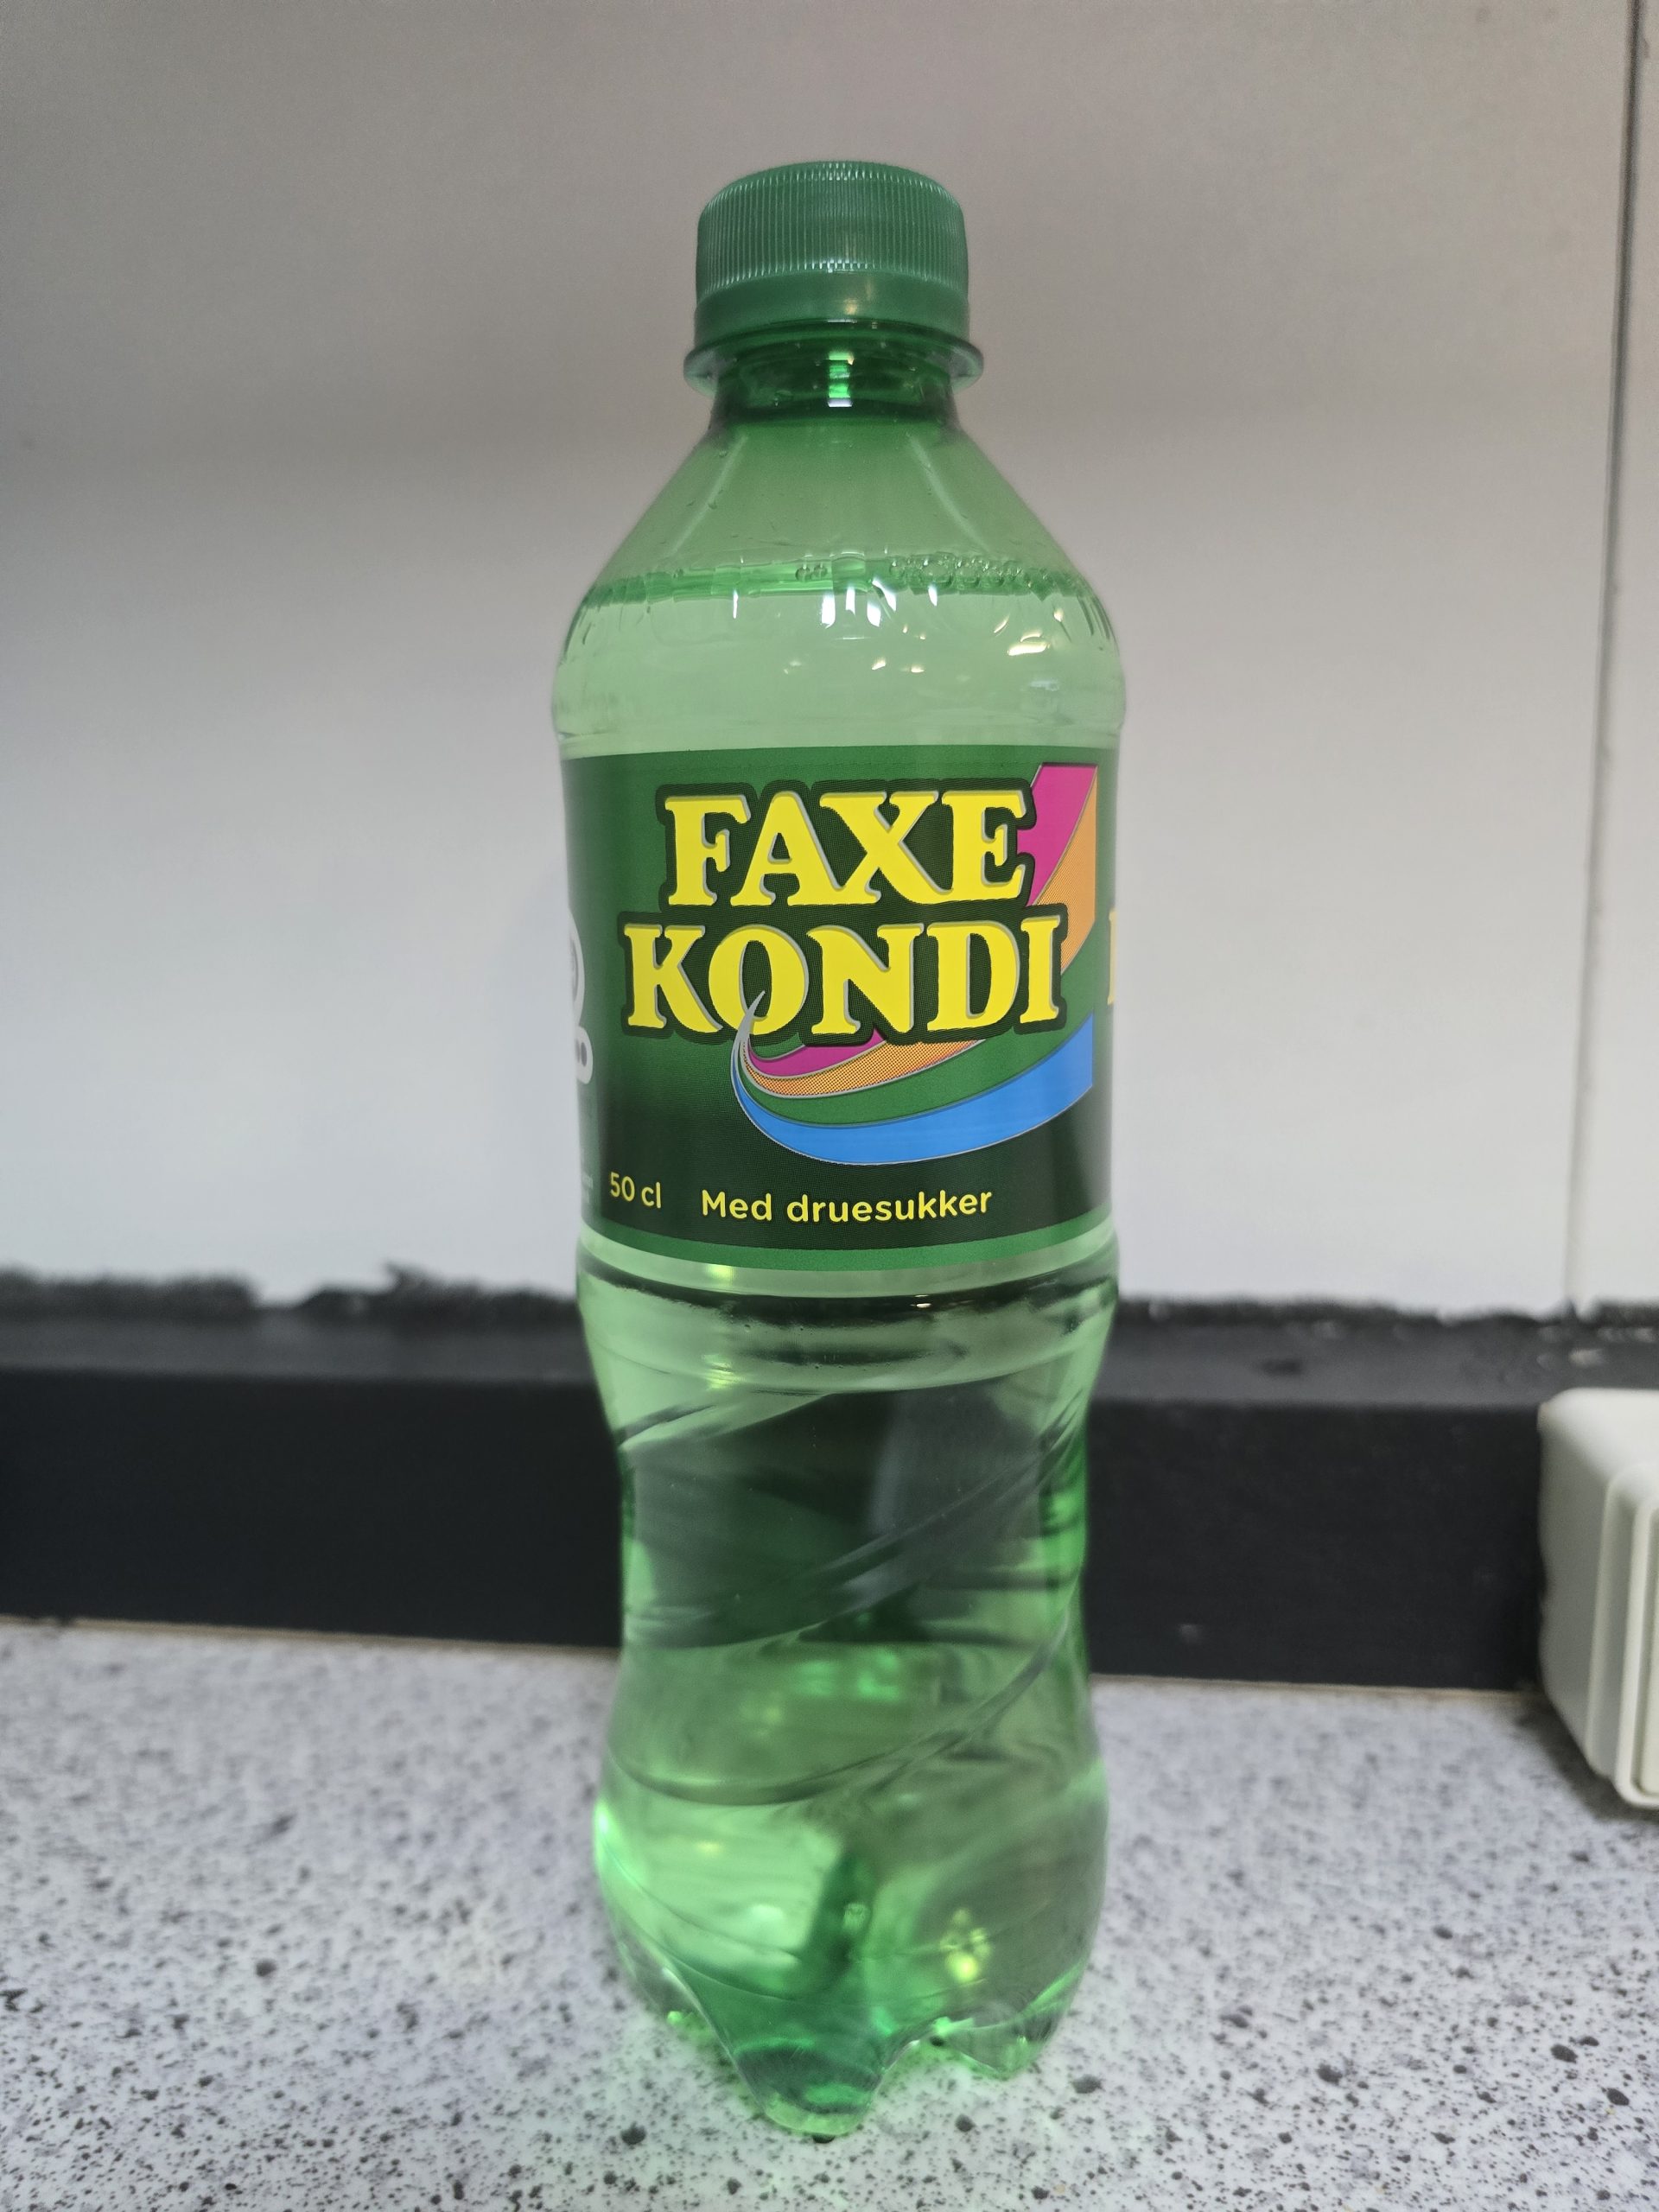 FAXE
KONDI
50 cl Med druesukker